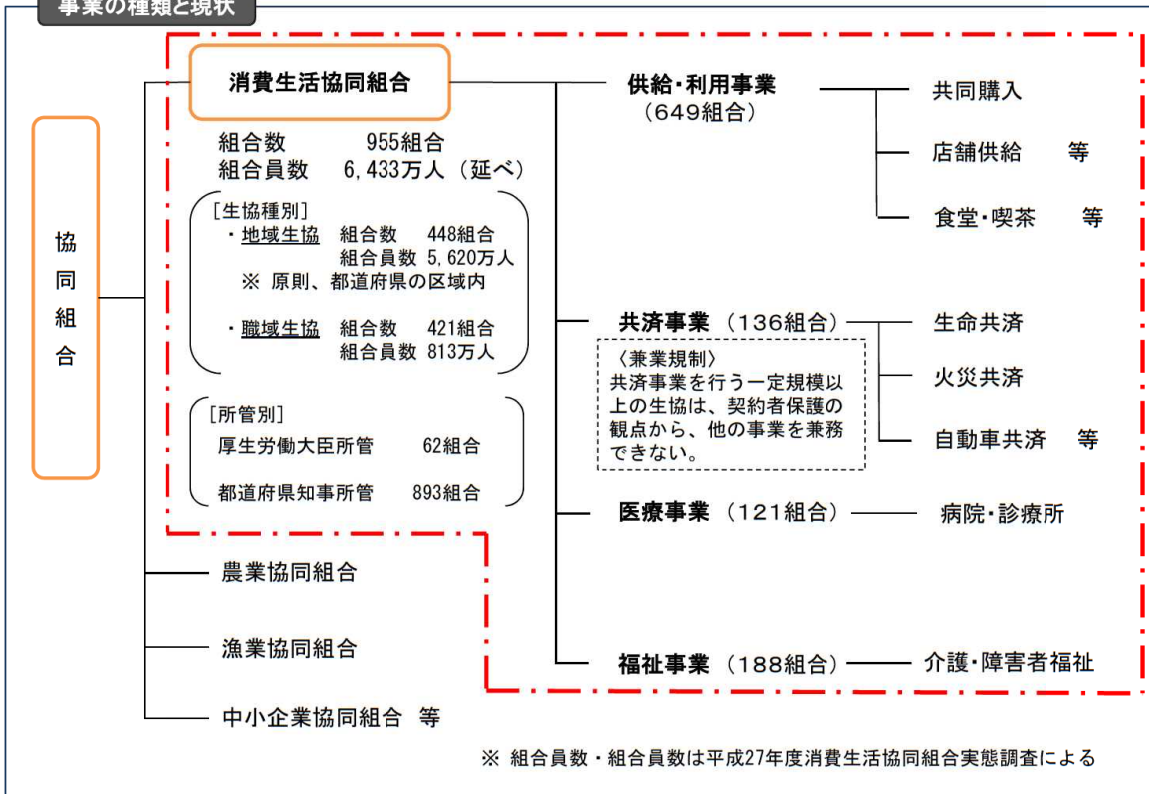 事業の種類と現状
協同組合
消費生活協同組合
組合数 955組合
組合員数 6,433万人（延べ）
［生協種別］
・地域生協 組合数 448組合
組合員数 5,620万人
※ 原則、都道府県の区域内
・職域生協 組合数 421組合
組合員数 813万人
［所管別］
厚生労働大臣所管 62組合
都道府県知事所管 893組合
農業協同組合
漁業協同組合
中小企業協同組合 等
供給・利用事業
（649組合）
共同購入
店舗供給 等
食堂・喫茶 等
共済事業（136組合）
〈兼業規制〉
共済事業を行う一定規模以
上の生協は、契約者保護の
観点から、他の事業を兼務
できない。
生命共済
火災共済
自動車共済 等
医療事業（121組合）
病院・診療所
福祉事業（188組合）
介護・障害者福祉
※ 組合員数・組合員数は平成27年度消費生活協同組合実態調査による